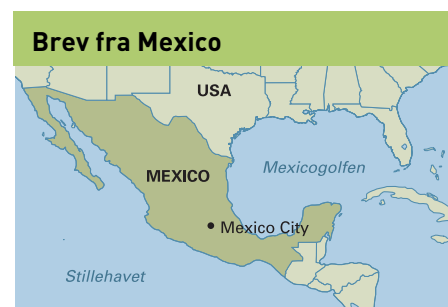 Brev fra Mexico
USA
MEXICO
Mexicogolfen
Mexico City
Stillehavet